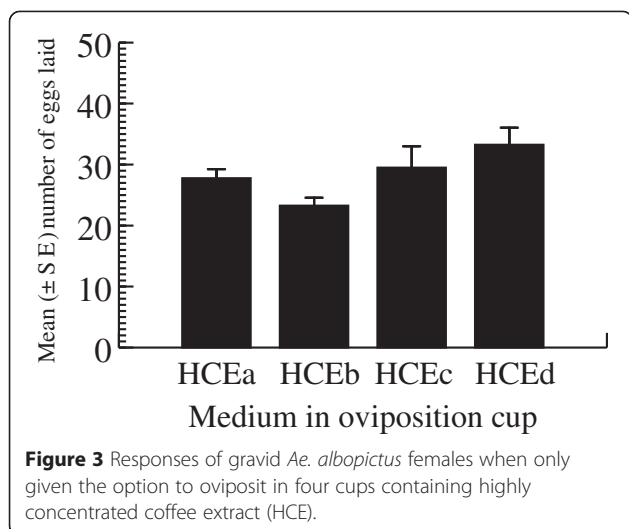 50
40
30
20
10
0
Mean (± S E) number of eggs laid
HCEa HCEb HCEc HCEd
Medium in oviposition cup
Figure 3 Responses of gravid Ae. albopictus females when only
given the option to oviposit in four cups containing highly
concentrated coffee extract (HCE).